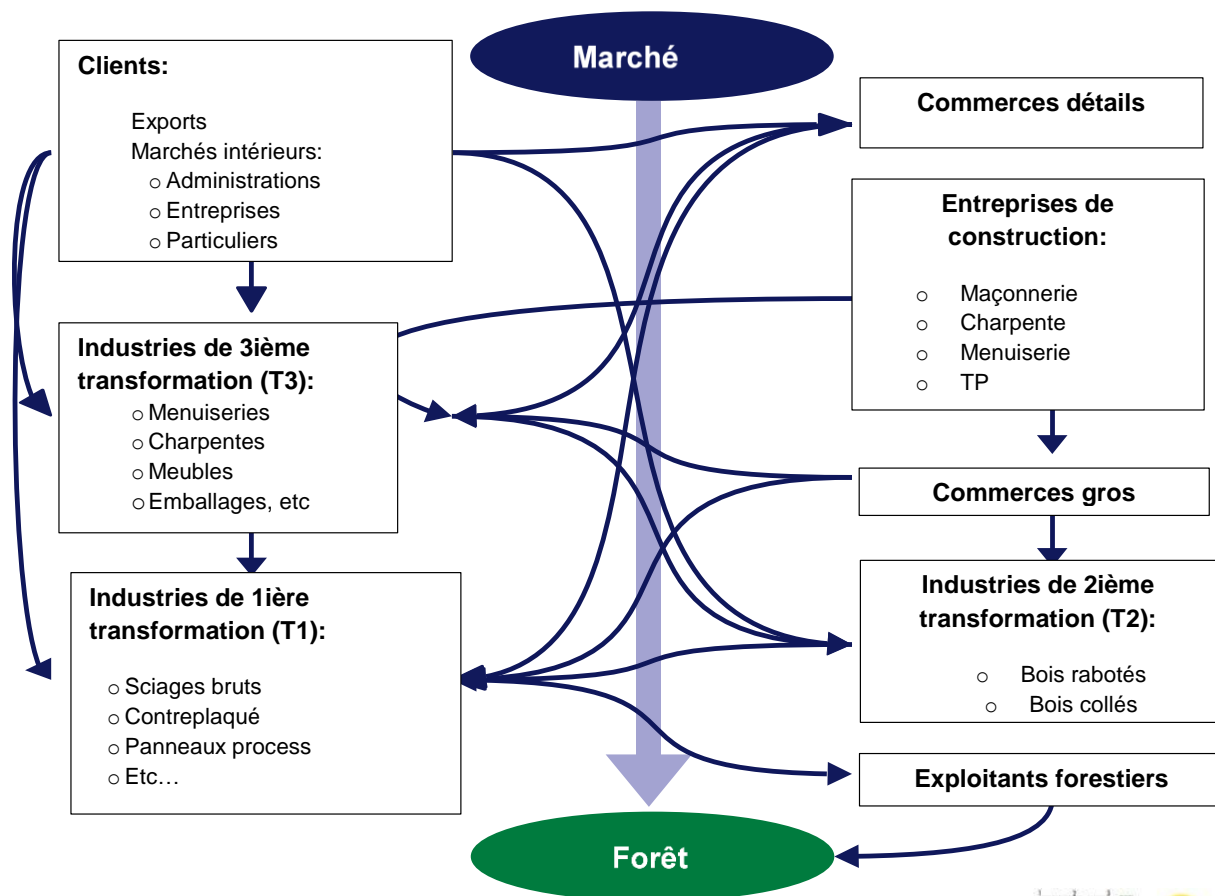 Marché
Clients:
Exports
Marchés intérieurs:
o Administrations
o Entreprises
o Particuliers
Commerces détails
Entreprises de
construction:
o Maçonnerie
o Charpente
o Menuiserie
o TP
Industries de 3ième
transformation (T3):
o Menuiseries
o Charpentes
o Meubles
o Emballages, etc
Commerces gros
Industries de 1ière
transformation (T1):
o Sciages bruts
o Contreplaqué
o Panneaux process
o Etc…
Industries de 2ième
transformation (T2):
o Bois rabotés
o Bois collés
Exploitants forestiers
Forêt